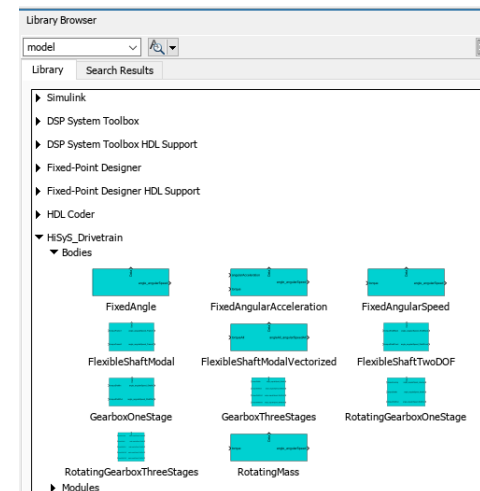 Library Browser
model
Library Search Results
Simulink
DSP System Toolbox
DSP System Toolbox HDL Support
Fixed-Point Designer
Fixed-Point Designer HDL Support
HDL Coder
HiSyS_Drivetrain
Bodies
FixedAngle FixedAngularAcceleration FixedAngularSpeed
FlexibleShaftModal FlexibleShaftModalVectorized FlexibleShaftTwoDOF
GearboxOneStage GearboxThreeStages RotatingGearboxOneStage
RotatingGearboxThreeStages RotatingMass
Modules